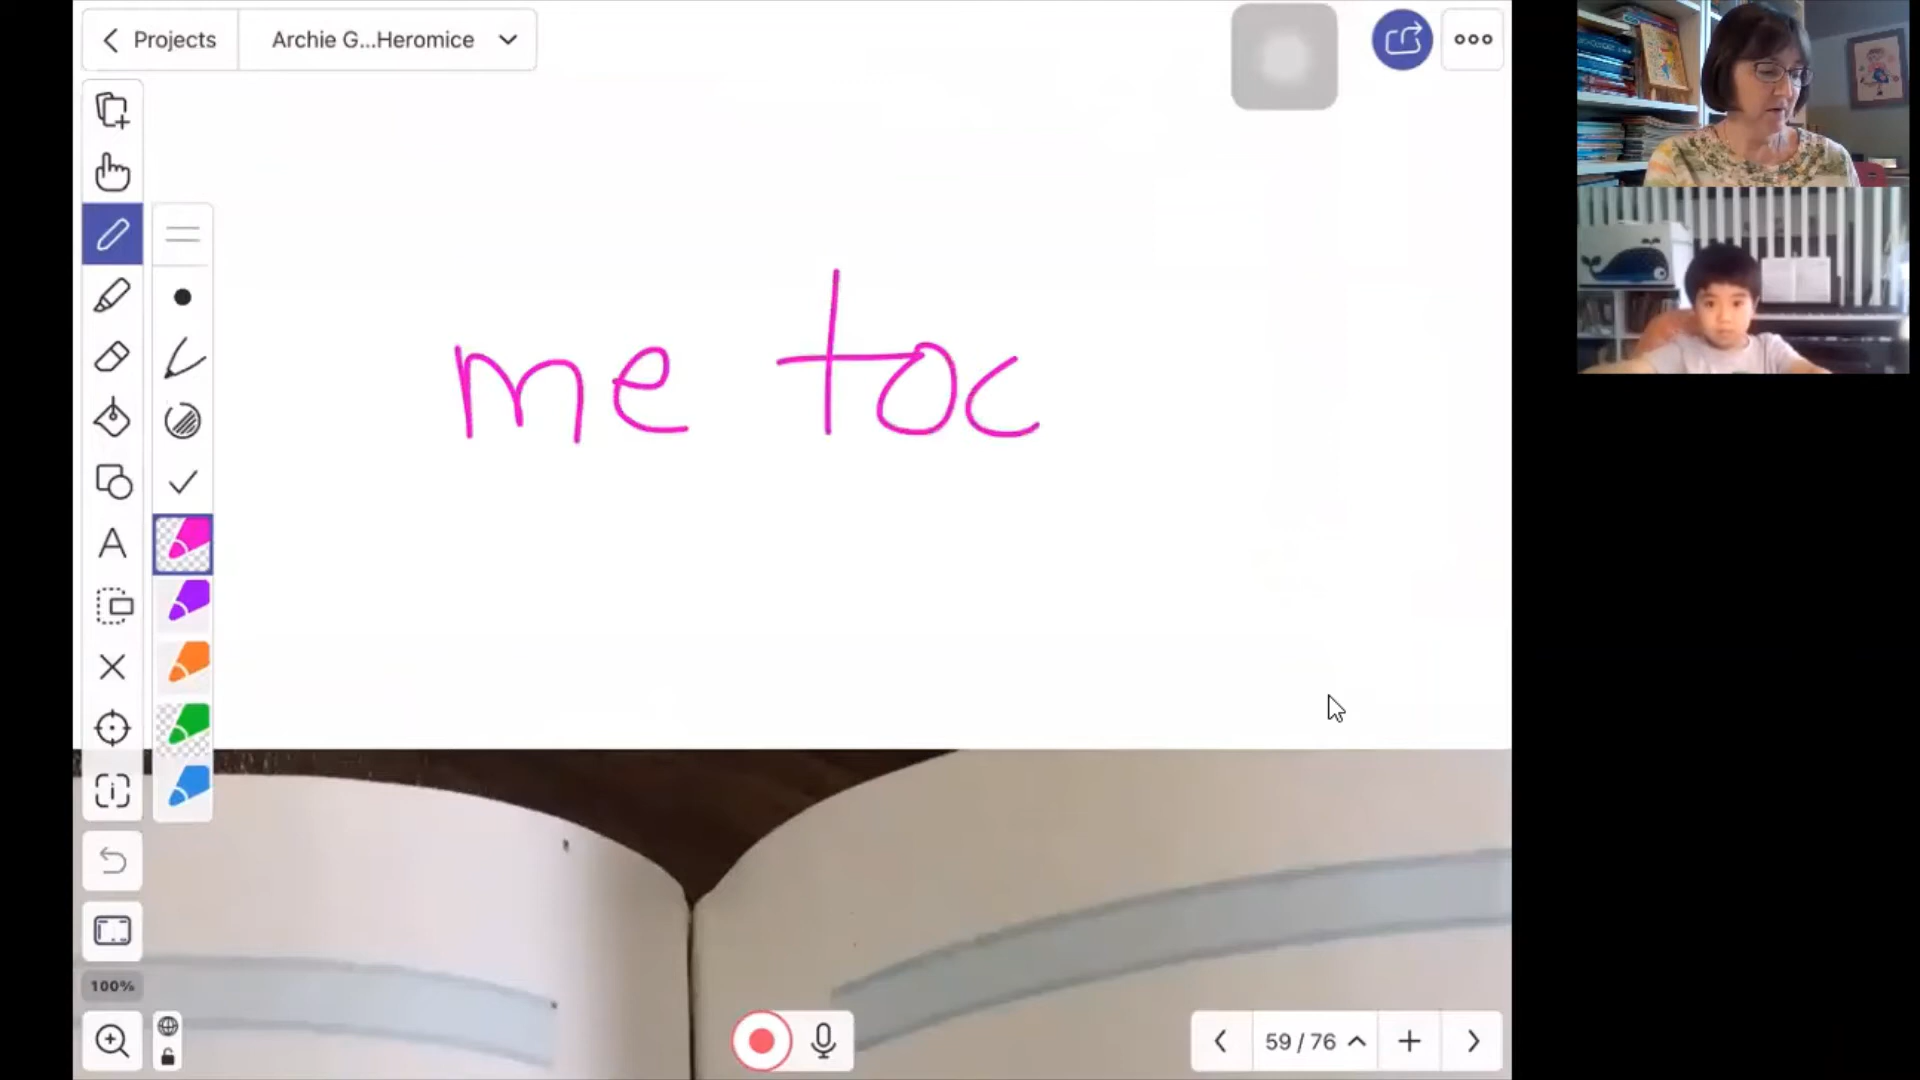 Projects
Archie G...Heromice
me toc
A
100%
59 / 76